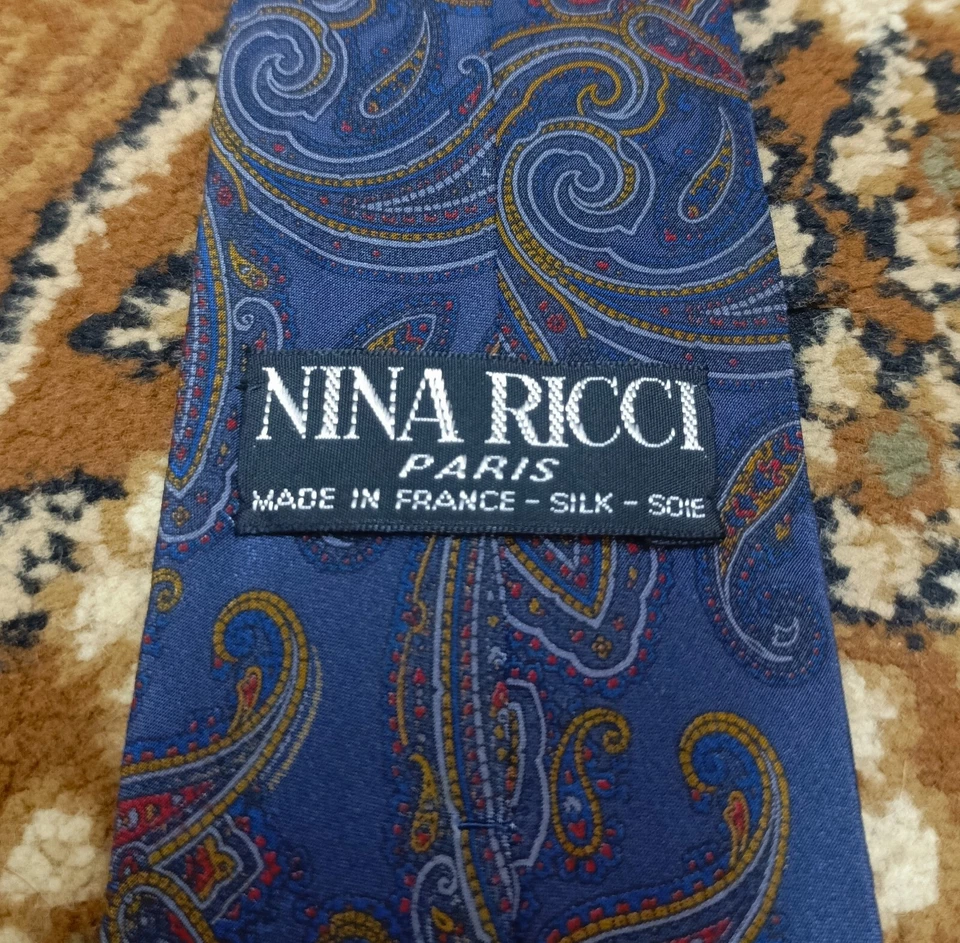 NINA RICCI
PARIS
MADE IN FRANCE - SILK - SOIE